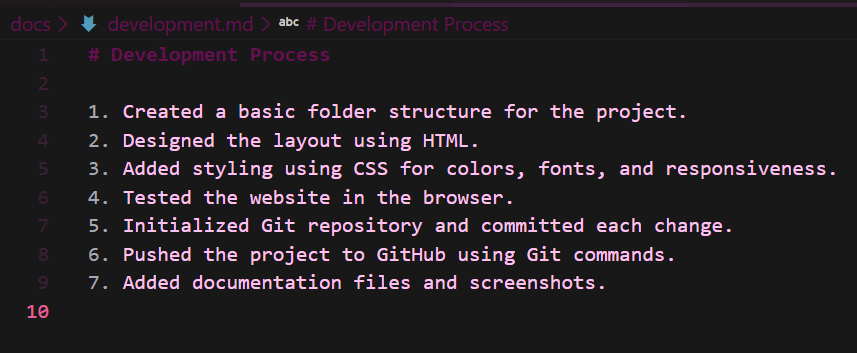 docs > development.md > abc # Development Process
1 # Development Process
2
3 1. Created a basic folder structure for the project.
4 2. Designed the layout using HTML.
5 3. Added styling using CSS for colors, fonts, and responsiveness.
6 4. Tested the website in the browser.
7 5. Initialized Git repository and committed each change.
8 6. Pushed the project to GitHub using Git commands.
9 7. Added documentation files and screenshots.
10